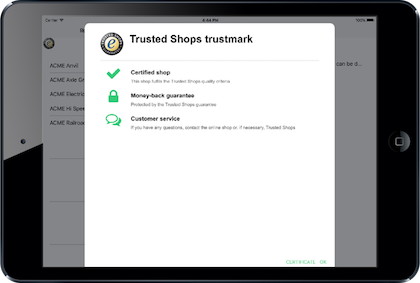 Carrier
8:44 PM
Trusted Shops trustmark
ACME Anvil
ACME Axle Gr
ACME Electric
ACME Hi-Spee
ACME Railroa
can be d...
Certified shop
This shop fulfils the Trusted Shops quality criteria
Money-back guarantee
Protected by the Trusted Shops guarantee
Customer service
If you have any questions, contact the online shop or, if necessary, Trusted Shops
CERTIFICATE OK